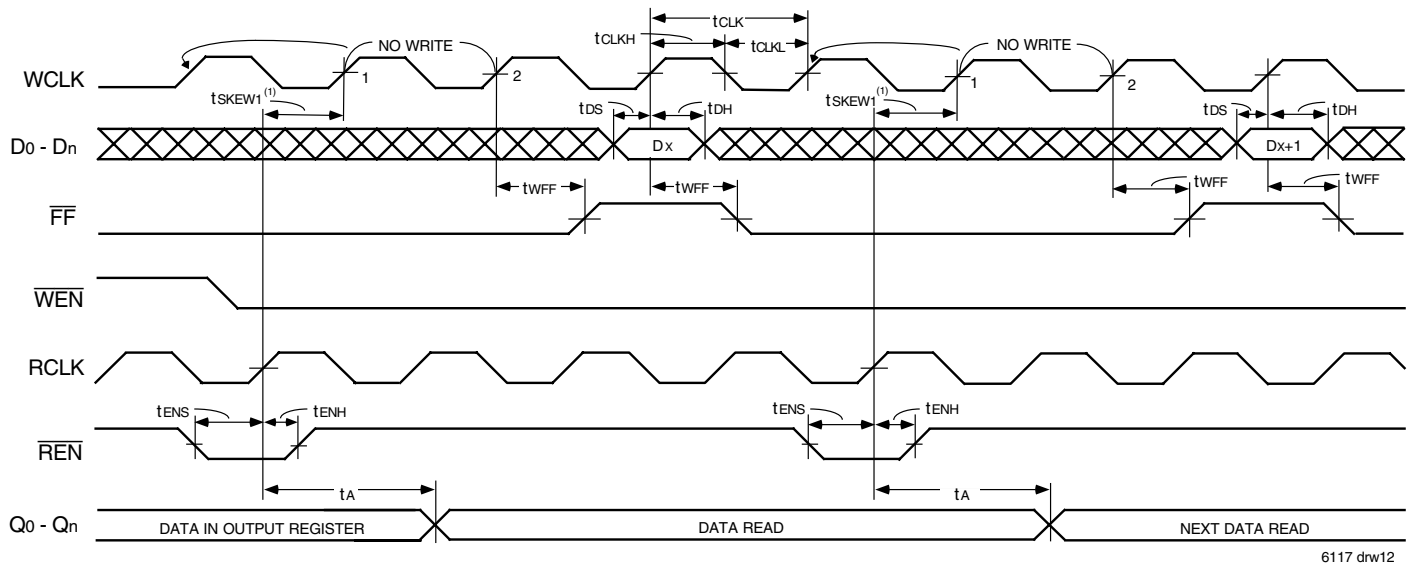 tCLK
tCLKH
tCLKL
NO WRITE
NO WRITE
WCLK
1
2
1
2
tSKEW1(1)
tDS
tDH
tSKEW1(1)
tDS
tDH
D0 - Dn
Dx
Dx+1
tWFF
tWFF
tWFF
tWFF
FF
WEN
RCLK
tENS
tENH
tENS
tENH
REN
tA
tA
Q0 - Qn
DATA IN OUTPUT REGISTER
DATA READ
NEXT DATA READ
6117 drw12